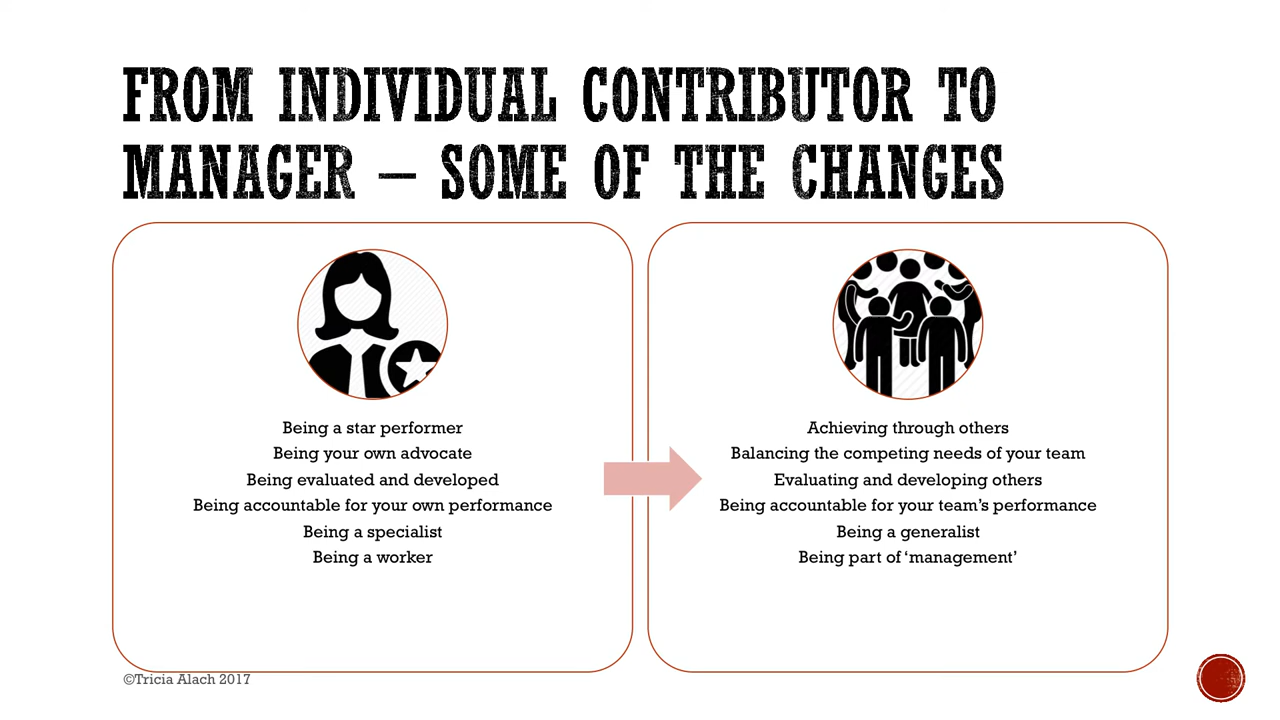 FROM INDIVIDUAL CONTRIBUTOR TO
MANAGER – SOME OF THE CHANGES
Being a star performer
Being your own advocate
Being evaluated and developed
Being accountable for your own performance
Being a specialist
Being a worker
Achieving through others
Balancing the competing needs of your team
Evaluating and developing others
Being accountable for your team’s performance
Being a generalist
Being part of ‘management’
©Tricia Alach 2017